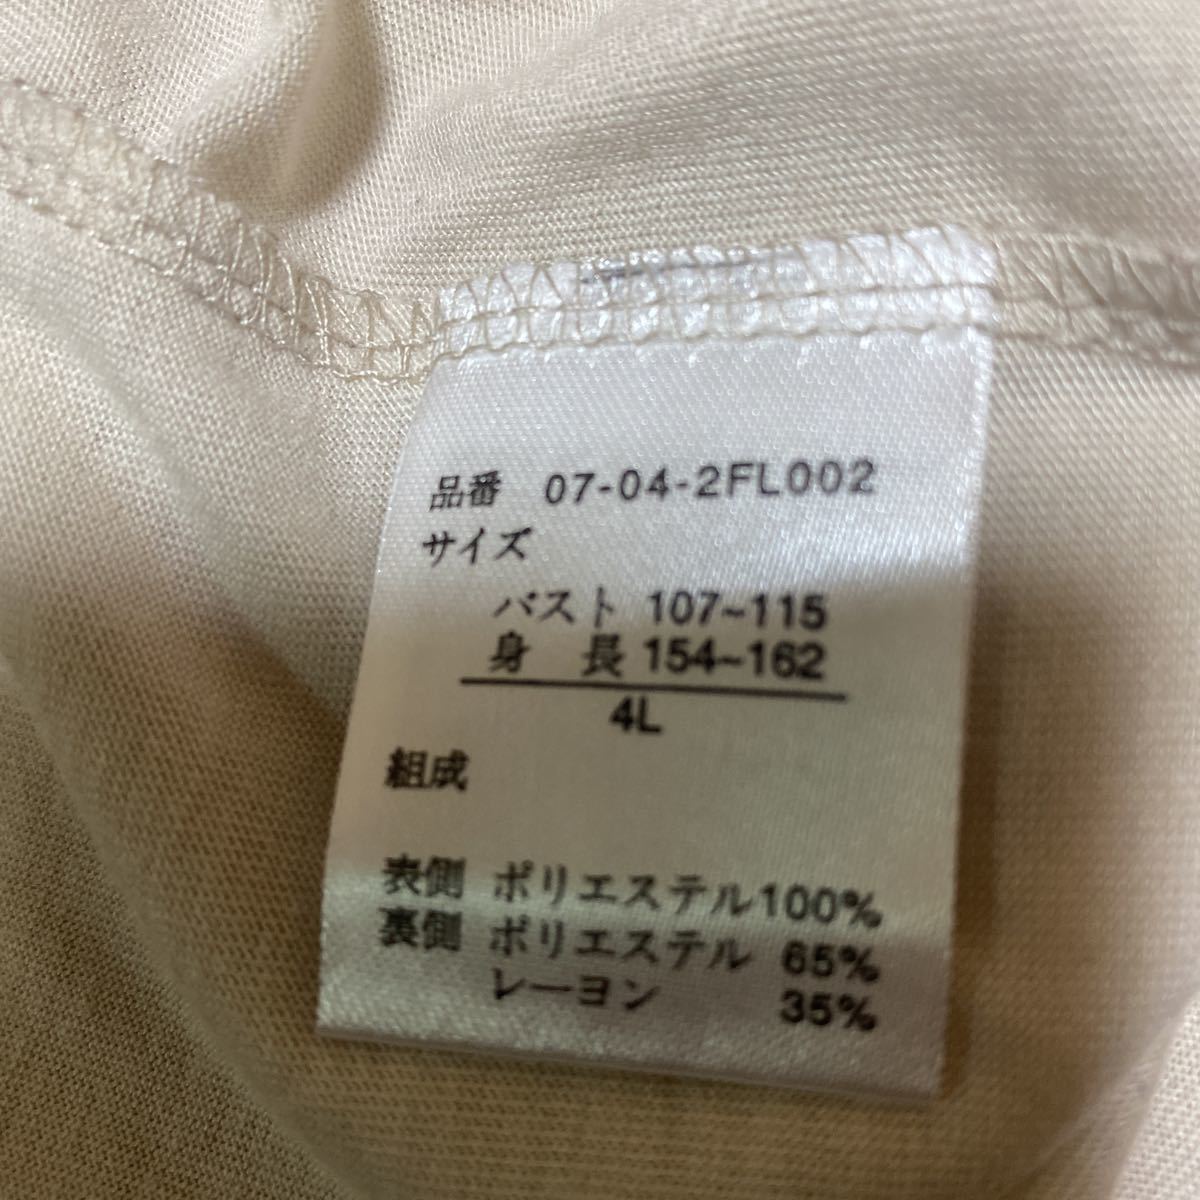 品番 07-04-2FL002
サイズ
バスト 107~115
身 長 154~162
4L
組成
表側 ポリエステル100%
裏側 ポリエステル 65%
レーヨン 35%